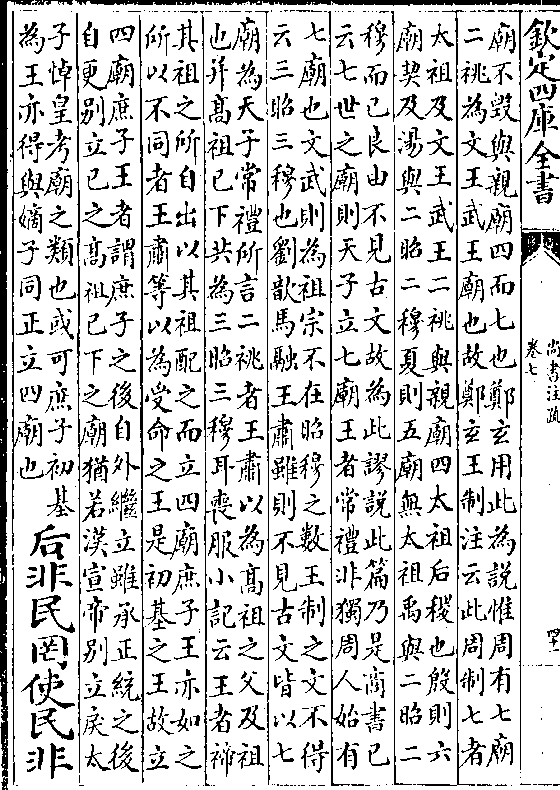 欽定四庫全書
尚書注疏
卷七
廟不毀與親廟四而七也鄭玄用此為説惟周有七廟
二祧為文王武王廟也故鄭玄王制注云此周制七者
太祖及文王武王二祧與親廟四太祖后稷也殷則六
廟契及湯與二昭二穆夏則五廟無太祖禹與二昭二
穆而已良由不見古文故為此謬説此篇乃是商書已
云七世之廟則天子立七廟王者常禮非獨周人始有
七廟也文武則為祖宗不在昭穆之數王制之文不得
云三昭三穆也劉歆馬融王肅雖則不見古文皆以七
廟為天子常禮所言二祧者王肅以為高祖之父及祖
也并髙祖已下共為三昭三穆耳喪服小記云王者禘
其祖之所自出以其祖配之而立四廟庶子王亦如之
所以不同者王肅等以為受命之王是初基之王故立
四廟庶子王者謂庶子之後自外繼立雖承正統之後
自更别立己之髙祖已下之廟猶若漢宣帝别立戾太
子悼皇考廟之類也或可庶子初基
為王亦得與嫡子同正立四廟也
后非民罔使民非